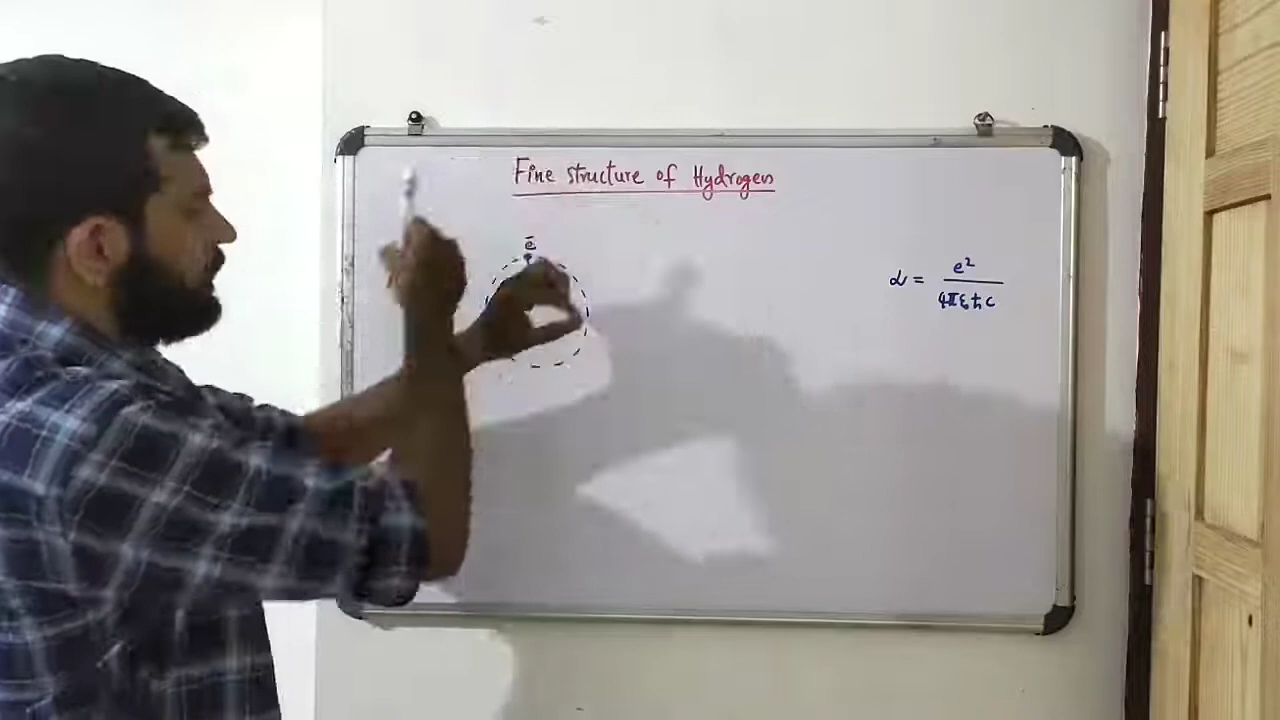 Fine structure of Hydrogen
ē
α = e² / 4πε₀ħc